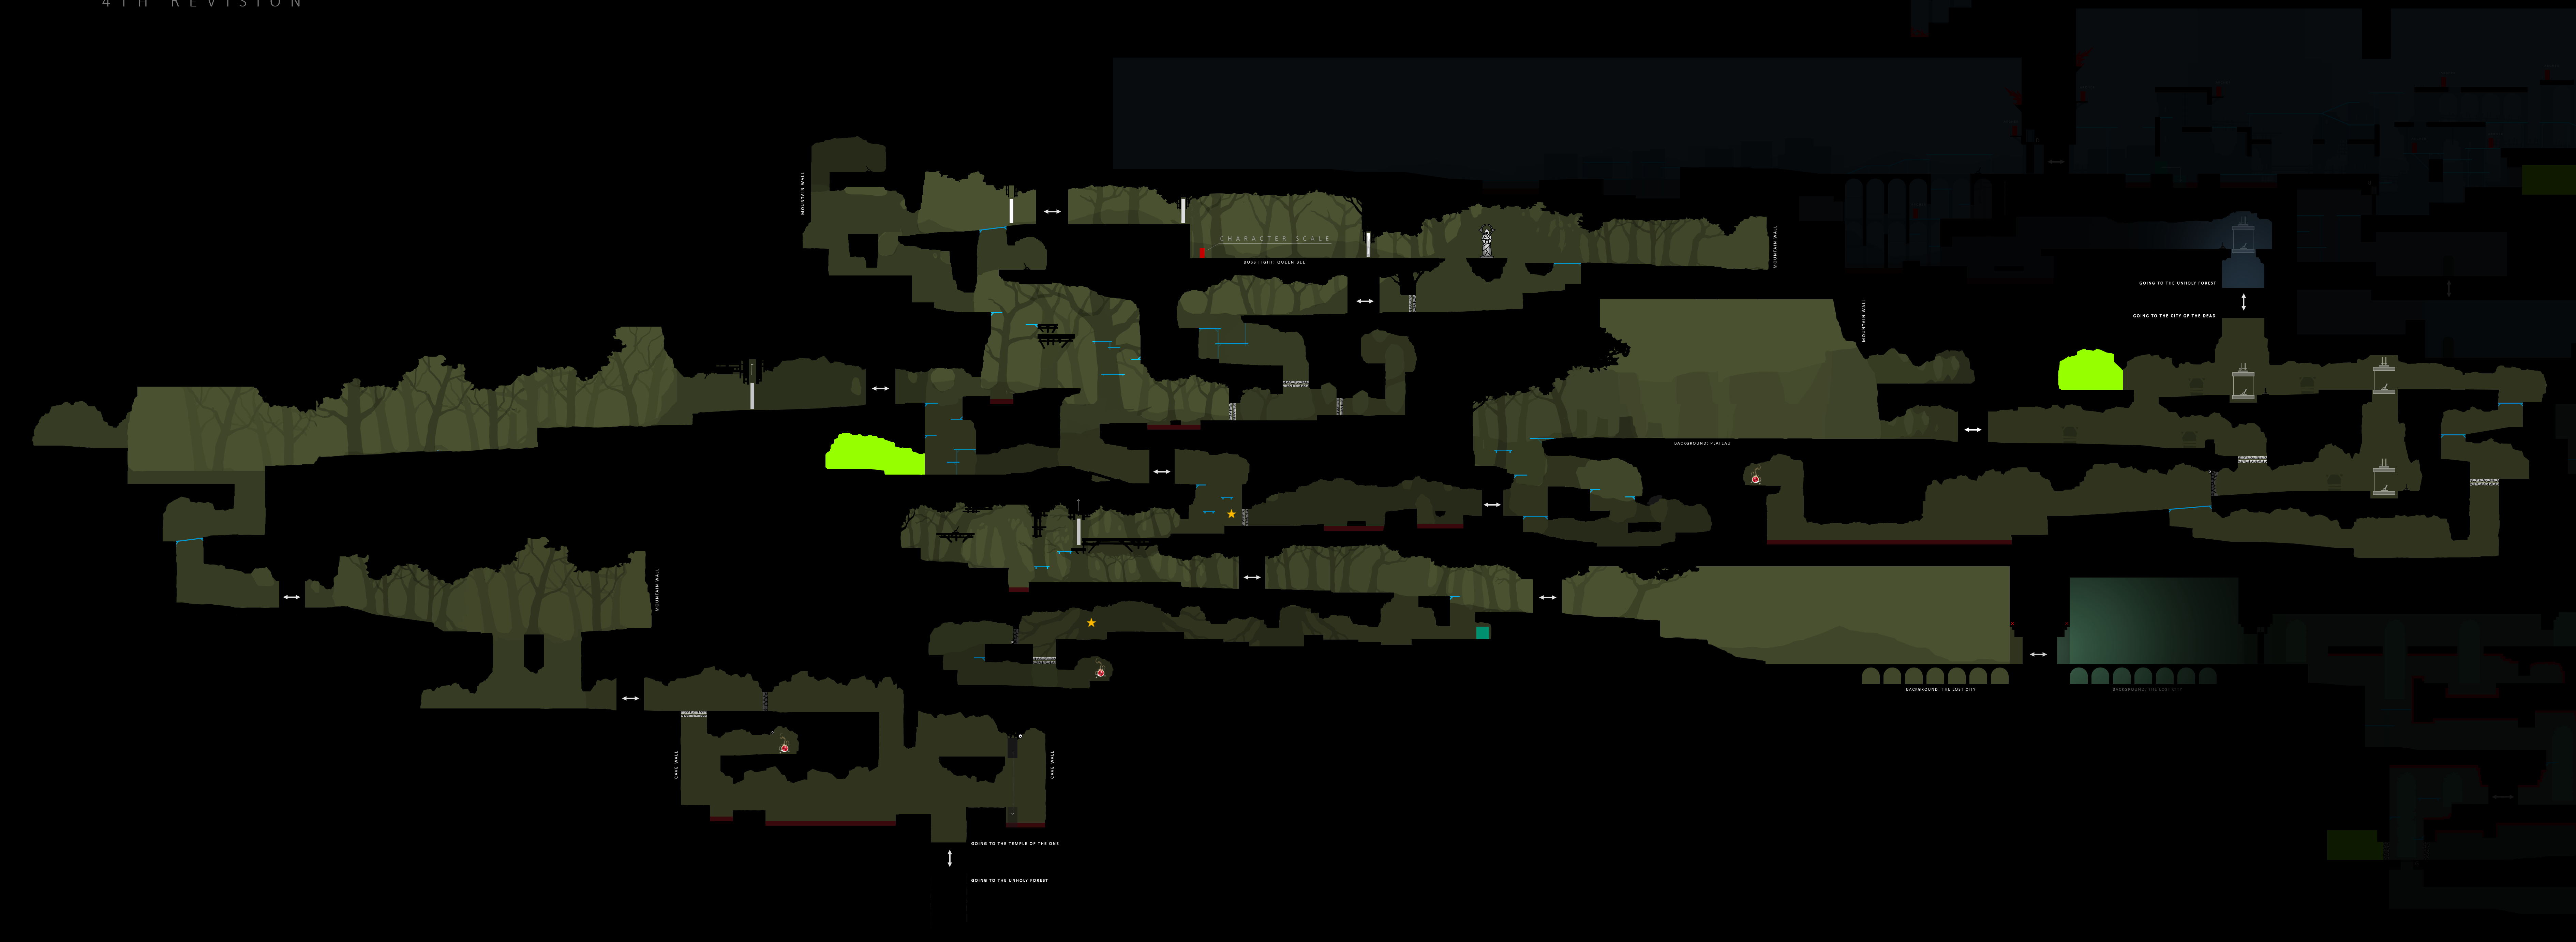 4TH REVISION
MOUNTAIN WALL
CHARACTER SCALE
BOSS FIGHT: QUEEN BEE
MOUNTAIN WALL
GOING TO THE UNHOLY FOREST
GOING TO THE CITY OF THE DEAD
MOUNTAIN WALL
BACKGROUND: PLATEAU
MOUNTAIN WALL
BACKGROUND: THE LOST CITY
BACKGROUND: THE LOST CITY
CAVE WALL
CAVE WALL
GOING TO THE TEMPLE OF THE ONE
GOING TO THE UNHOLY FOREST